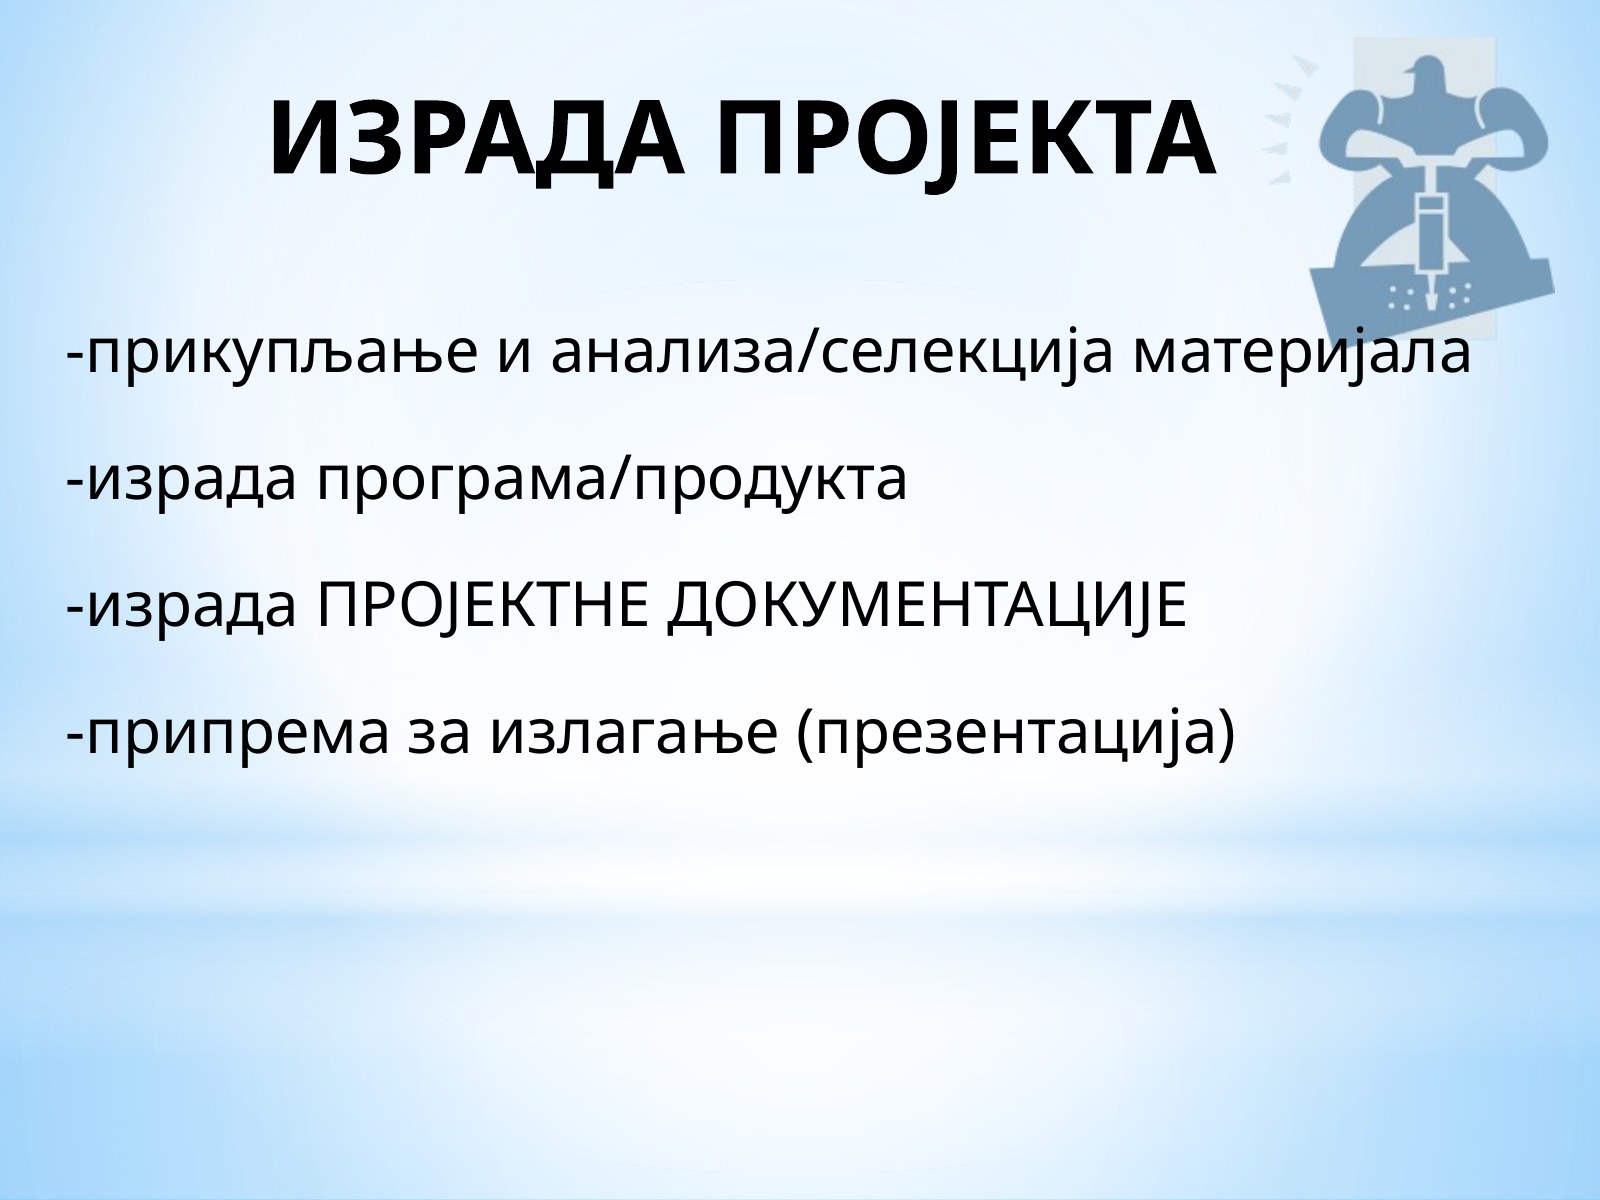 ИЗРАДА ПРОЈЕКТА
-прикупљање и анализа/селекција материјала
-израда програма/продукта
-израда ПРОЈЕКТНЕ ДОКУМЕНТАЦИЈЕ
-припрема за излагање (презентација)